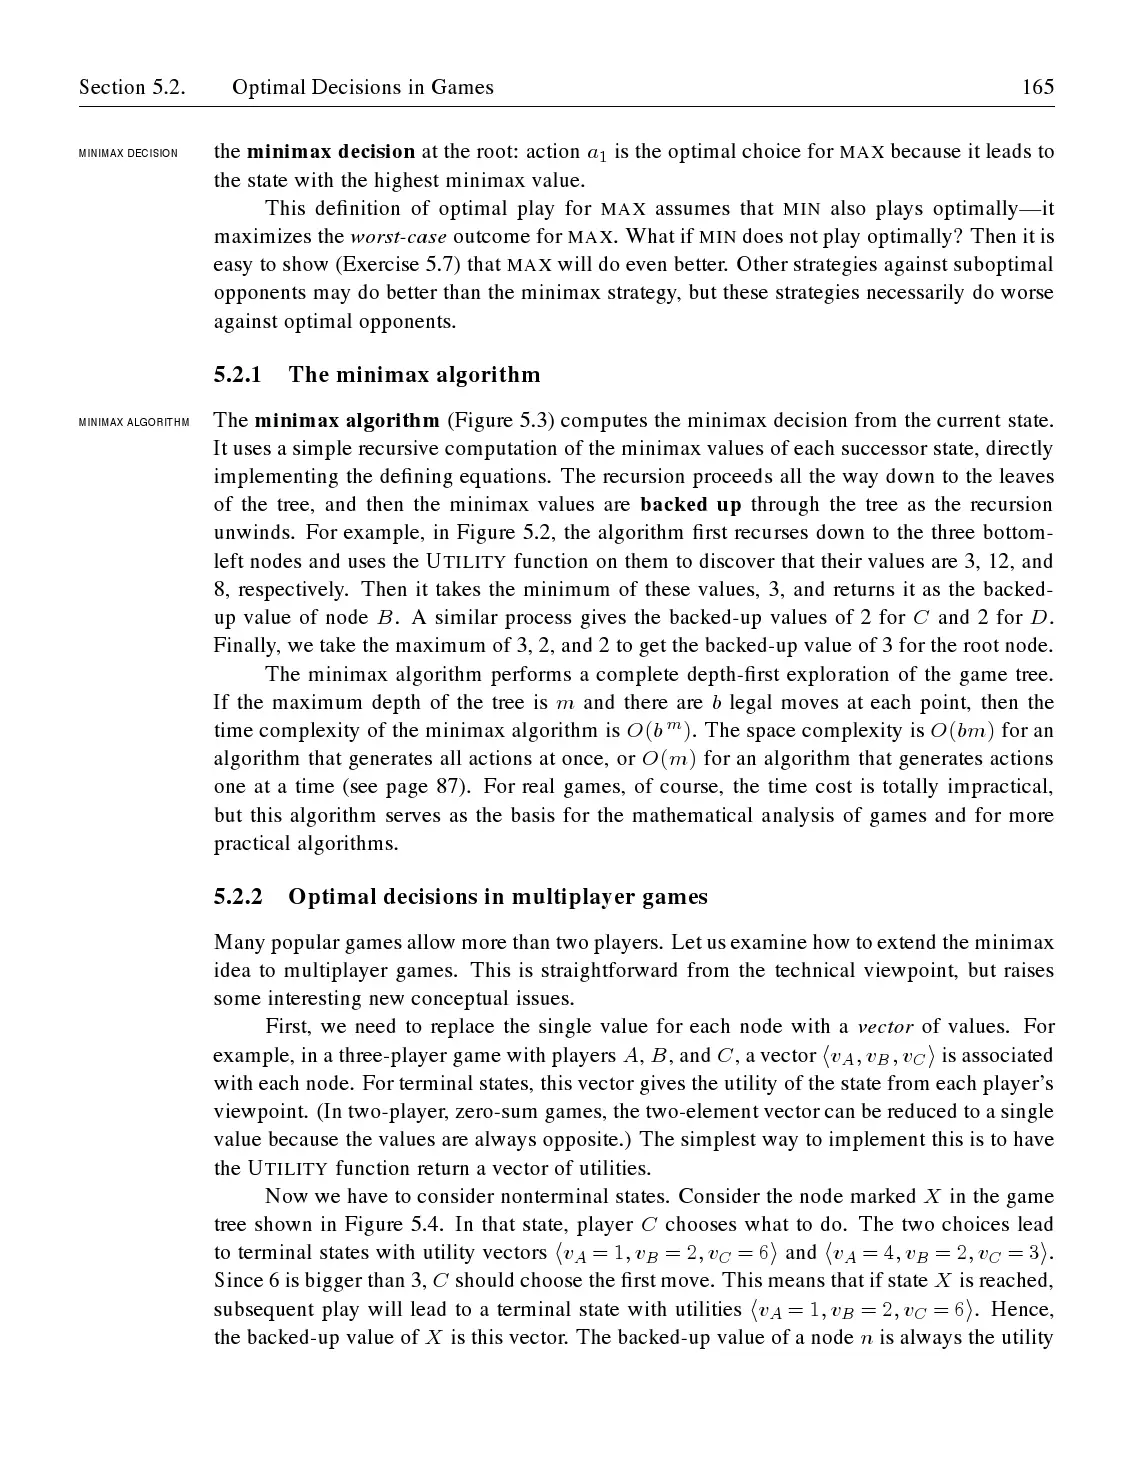 Section 5.2. Optimal Decisions in Games 165
MINIMAX DECISION the minimax decision at the root: action a₁ is the optimal choice for MAX because it leads to
the state with the highest minimax value.
This definition of optimal play for MAX assumes that MIN also plays optimally—it
maximizes the worst-case outcome for MAX. What if MIN does not play optimally? Then it is
easy to show (Exercise 5.7) that MAX will do even better. Other strategies against suboptimal
opponents may do better than the minimax strategy, but these strategies necessarily do worse
against optimal opponents.
5.2.1 The minimax algorithm
MINIMAX ALGORITHM The minimax algorithm (Figure 5.3) computes the minimax decision from the current state.
It uses a simple recursive computation of the minimax values of each successor state, directly
implementing the defining equations. The recursion proceeds all the way down to the leaves
of the tree, and then the minimax values are backed up through the tree as the recursion
unwinds. For example, in Figure 5.2, the algorithm first recurses down to the three bottom-
left nodes and uses the UTILITY function on them to discover that their values are 3, 12, and
8, respectively. Then it takes the minimum of these values, 3, and returns it as the backed-
up value of node B. A similar process gives the backed-up values of 2 for C and 2 for D.
Finally, we take the maximum of 3, 2, and 2 to get the backed-up value of 3 for the root node.
The minimax algorithm performs a complete depth-first exploration of the game tree.
If the maximum depth of the tree is m and there are b legal moves at each point, then the
time complexity of the minimax algorithm is O(bᵐ). The space complexity is O(bm) for an
algorithm that generates all actions at once, or O(m) for an algorithm that generates actions
one at a time (see page 87). For real games, of course, the time cost is totally impractical,
but this algorithm serves as the basis for the mathematical analysis of games and for more
practical algorithms.
5.2.2 Optimal decisions in multiplayer games
Many popular games allow more than two players. Let us examine how to extend the minimax
idea to multiplayer games. This is straightforward from the technical viewpoint, but raises
some interesting new conceptual issues.
First, we need to replace the single value for each node with a vector of values. For
example, in a three-player game with players A, B, and C, a vector ⟨v_A, v_B, v_C⟩ is associated
with each node. For terminal states, this vector gives the utility of the state from each player's
viewpoint. (In two-player, zero-sum games, the two-element vector can be reduced to a single
value because the values are always opposite.) The simplest way to implement this is to have
the UTILITY function return a vector of utilities.
Now we have to consider nonterminal states. Consider the node marked X in the game
tree shown in Figure 5.4. In that state, player C chooses what to do. The two choices lead
to terminal states with utility vectors ⟨v_A = 1, v_B = 2, v_C = 6⟩ and ⟨v_A = 4, v_B = 2, v_C = 3⟩.
Since 6 is bigger than 3, C should choose the first move. This means that if state X is reached,
subsequent play will lead to a terminal state with utilities ⟨v_A = 1, v_B = 2, v_C = 6⟩. Hence,
the backed-up value of X is this vector. The backed-up value of a node n is always the utility